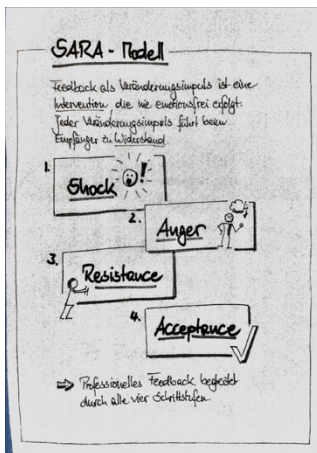 SARA - Modell
Feedback als Veränderungsimpuls ist eine
Intervention die nie emotionsfrei erfolgt.
Jeder Veränderungsimpuls führt beim
Empfänger zu Widerstand.
1.
Shock !
2.
Anger
3.
Resistance
4.
Acceptance
⇒ Professionelles Feedback begleitet
durch alle vier Schrittstufen.